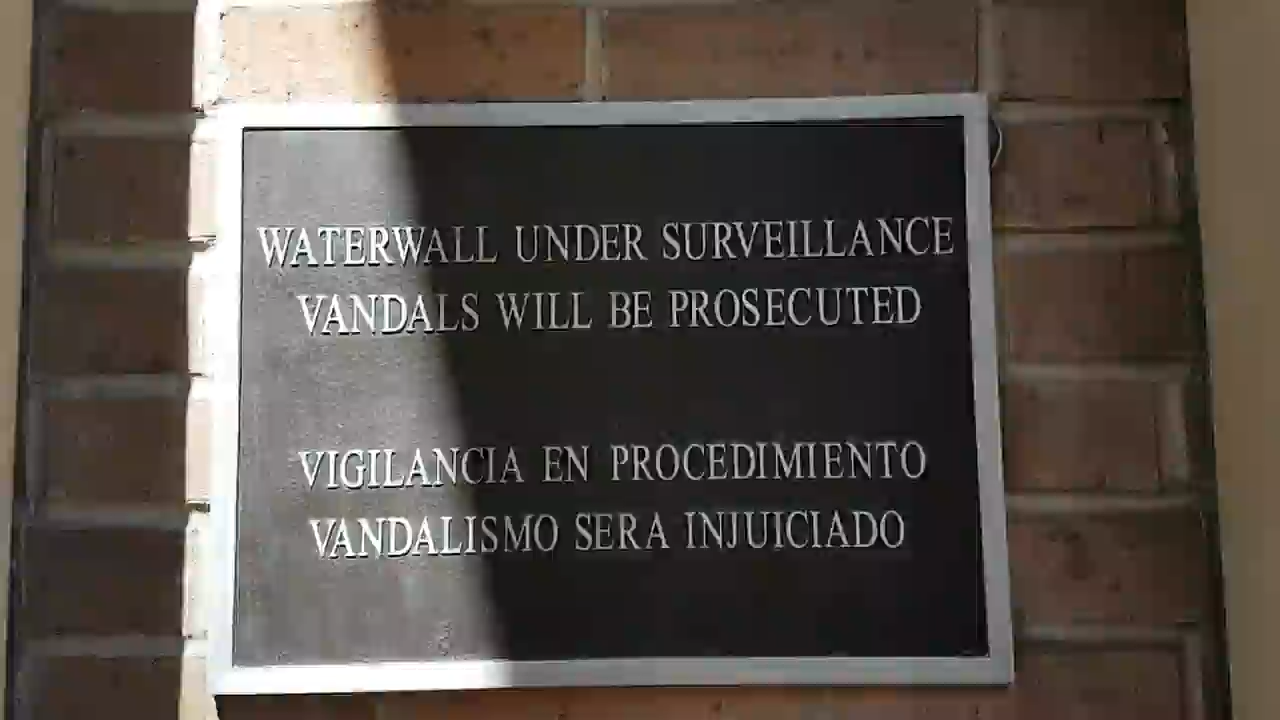 WATERWALL UNDER SURVEILLANCE
VANDALS WILL BE PROSECUTED
VIGILANCIA EN PROCEDIMIENTO
VANDALISMO SERA INJUICIADO